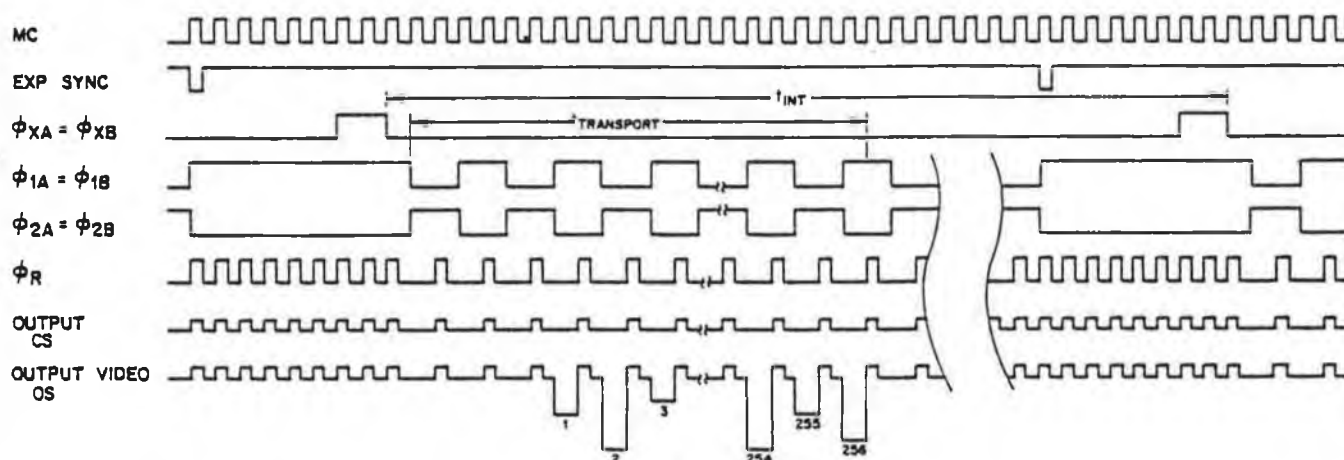 MC
EXP SYNC
tINT
ϕXA = ϕXB
tTRANSPORT
ϕ1A = ϕ1B
ϕ2A = ϕ2B
ϕR
OUTPUT
CS
OUTPUT VIDEO
OS
1
2
3
254
255
256